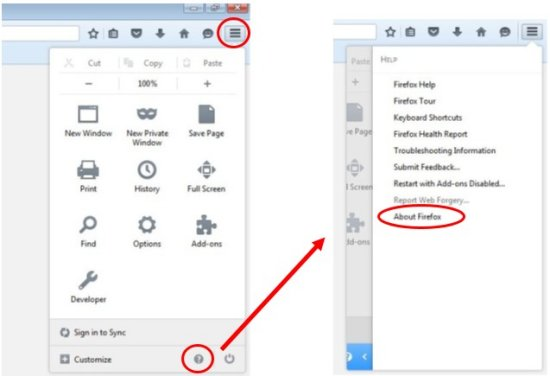 Cut Copy Paste
100%
New Window New Private Save Page
Window
Print History Full Screen
Find Options Add-ons
Developer
Sign in to Sync
Customize
Paste
ve Page
l Screen
dd-ons
HELP
Firefox Help
Firefox Tour
Keyboard Shortcuts
Firefox Health Report
Troubleshooting Information
Submit Feedback...
Restart with Add-ons Disabled...
Report Web Forgery...
About Firefox